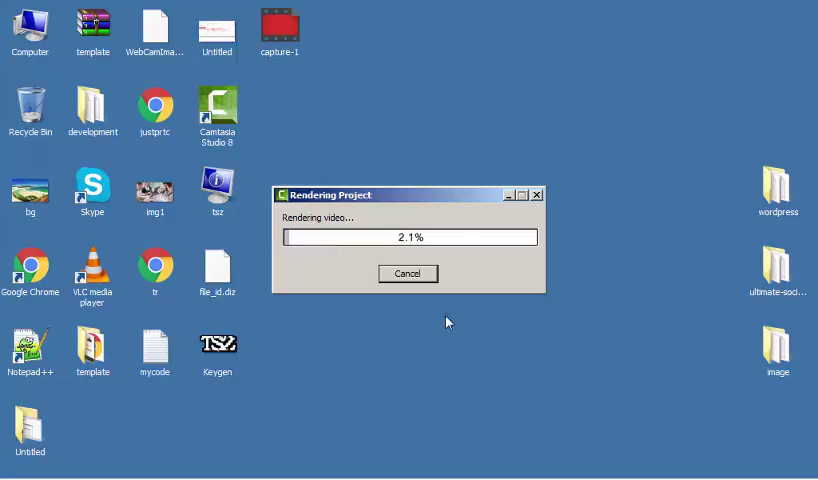 Computer
template
WebCamIma...
Untitled
capture-1
Recycle Bin
development
justprtc
Camtasia
Studio 8
bg
Skype
img1
tsz
Rendering Project
Rendering video...
2.1%
Cancel
wordpress
Google Chrome
VLC media
player
tr
file_id.diz
ultimate-soci...
Notepad++
template
mycode
TSZ
Keygen
image
Untitled